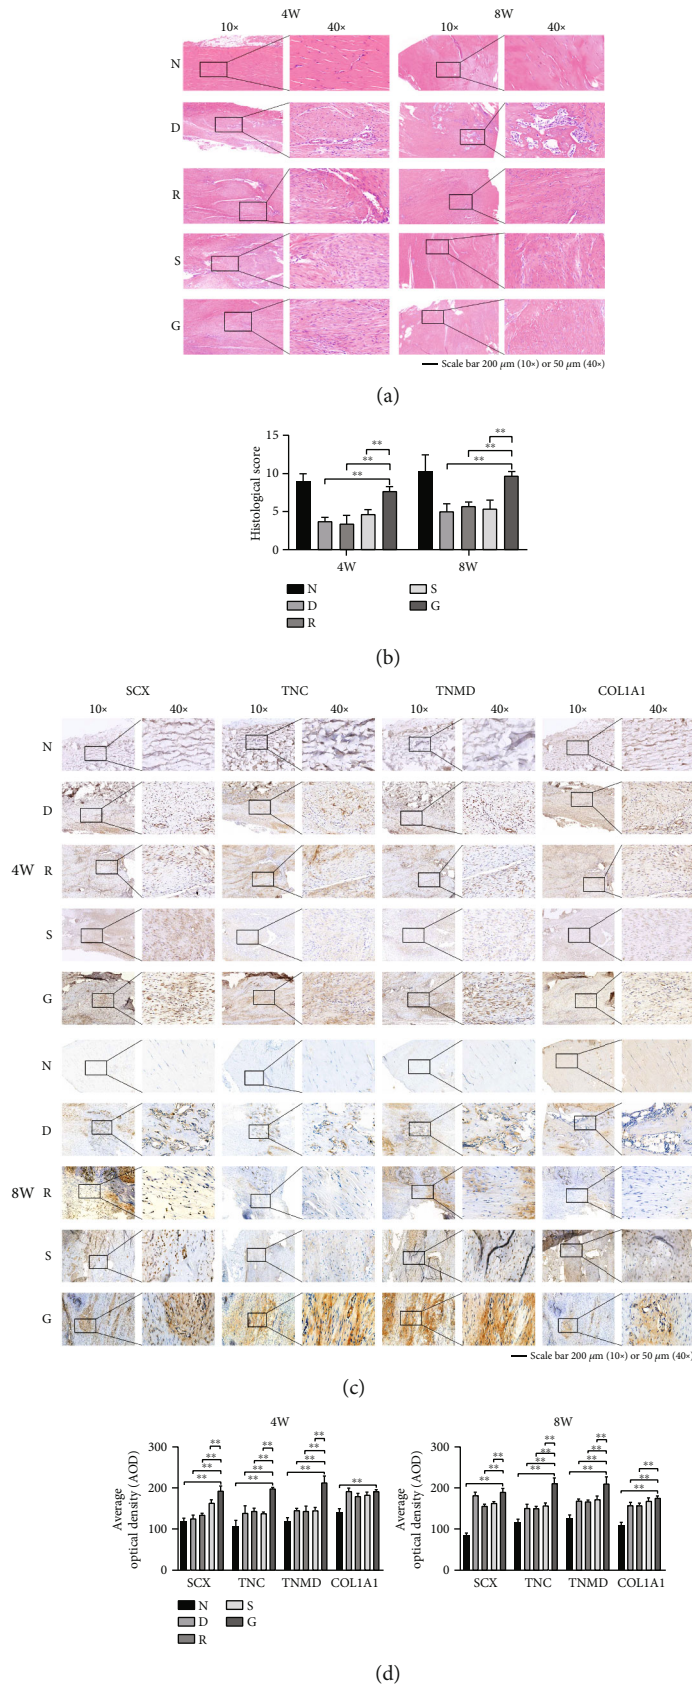 4W 8W
10× 40× 10× 40×
N
D
R
S
G
Scale bar 200 μm (10×) or 50 μm (40×)
(a)
Histological score
15
10
5
0
** ** ** ** ** **
4W 8W
N S
D G
R
(b)
SCX TNC TNMD COL1A1
10× 40× 10× 40× 10× 40× 10× 40×
N
D
4W R
S
G
N
D
8W R
S
G
Scale bar 200 μm (10×) or 50 μm (40×)
(c)
4W
Average
optical density (AOD)
300
200
100
0
** ** ** ** ** ** ** ** ** ** ** ** **
SCX TNC TNMD COL1A1
N S
D G
R
8W
Average
optical density (AOD)
300
200
100
0
** ** ** ** ** ** ** ** ** ** ** ** ** **
SCX TNC TNMD COL1A1
(d)